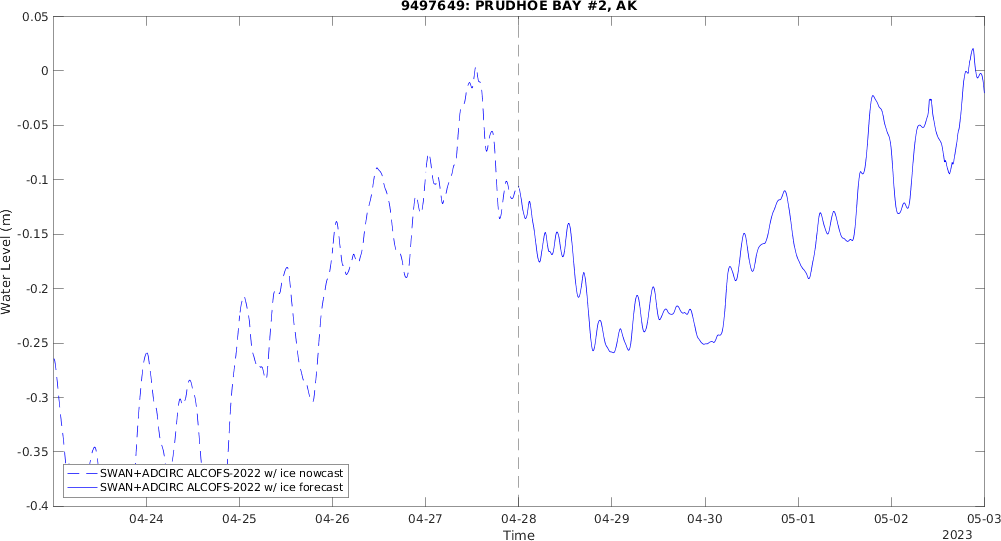 9497649: PRUDHOE BAY #2, AK
0.05
0
-0.05
-0.1
-0.15
-0.2
-0.25
-0.3
-0.35
-0.4
Water Level (m)
SWAN+ADCIRC ALCOFS-2022 w/ ice nowcast
SWAN+ADCIRC ALCOFS-2022 w/ ice forecast
04-24 04-25 04-26 04-27 04-28 04-29 04-30 05-01 05-02 05-03
Time
2023